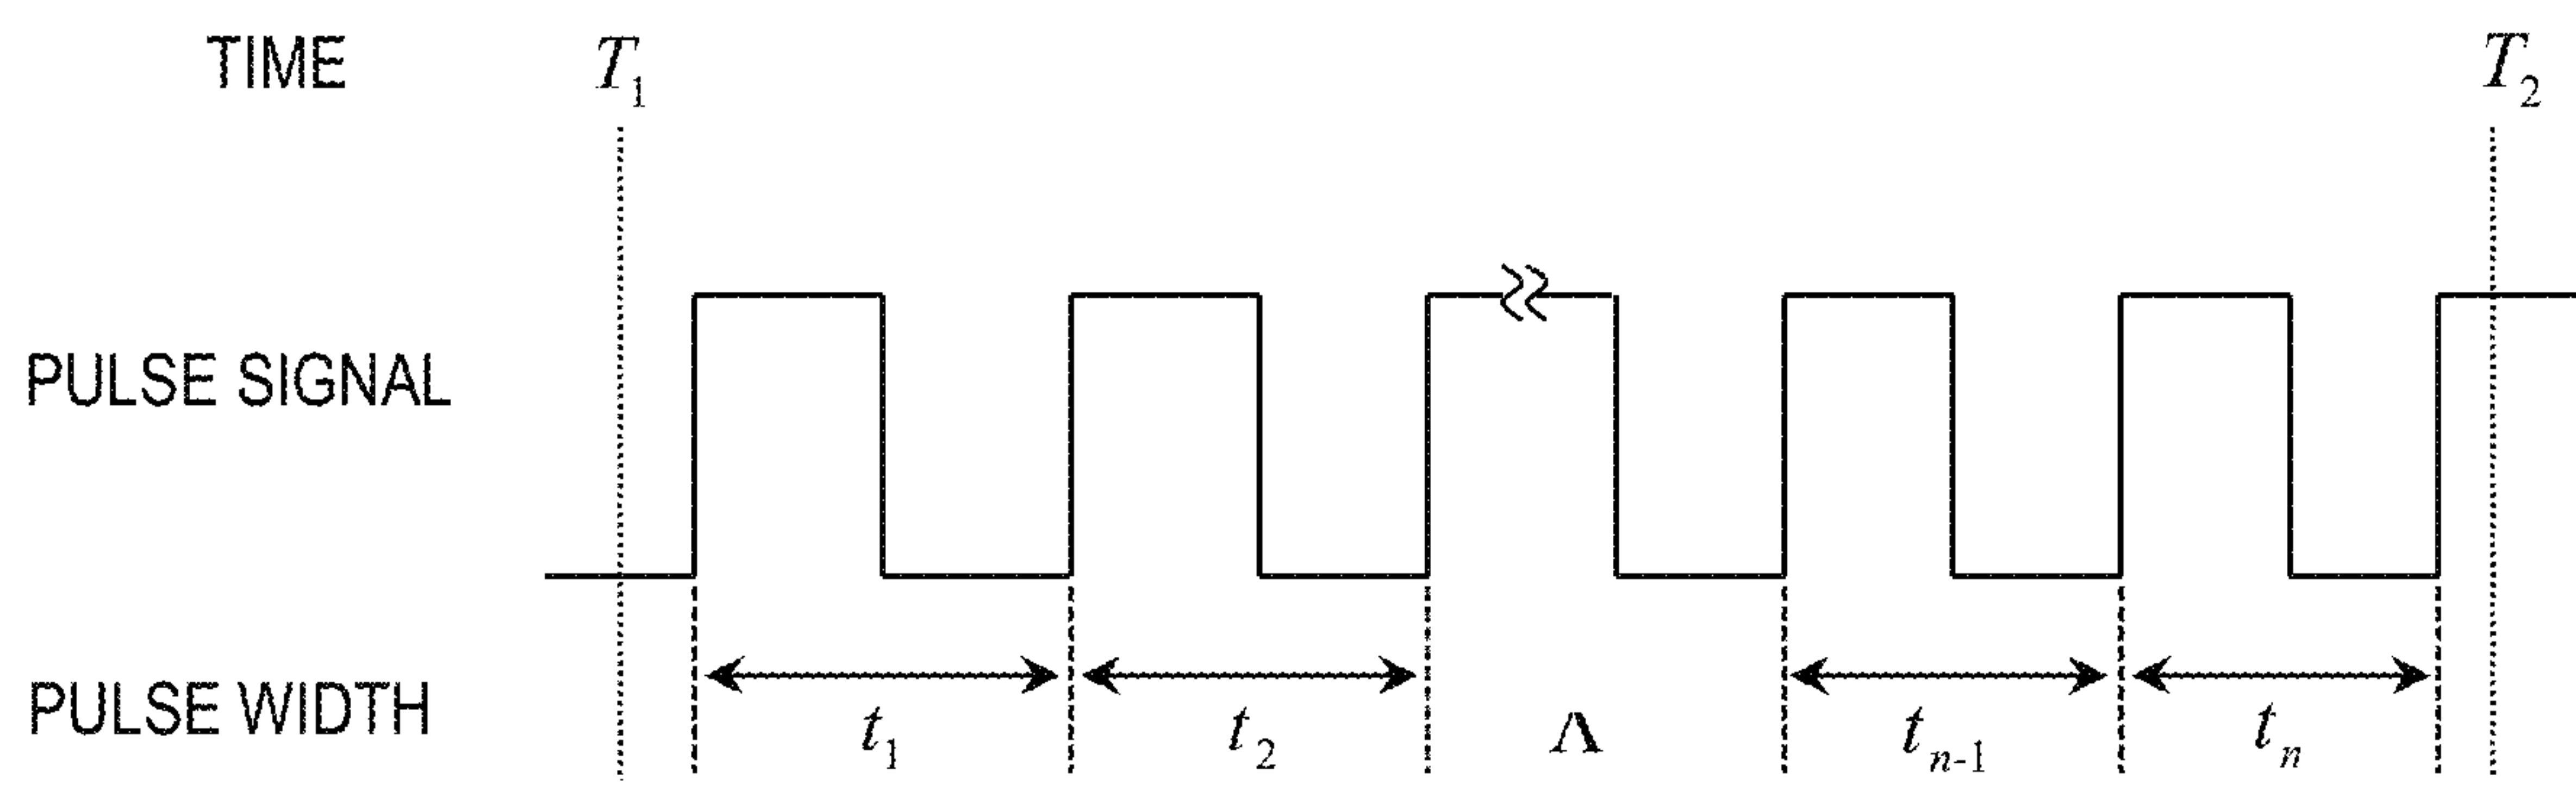 TIME T1 T2
PULSE SIGNAL
PULSE WIDTH t1 t2 Λ tn-1 tn